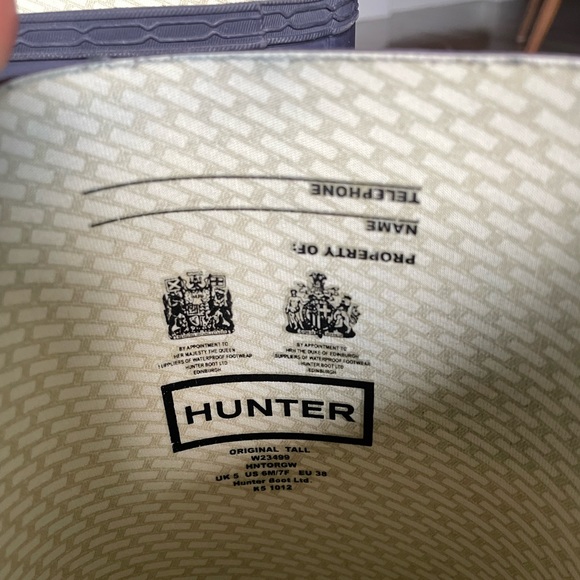 TELEPHONE
NAME
PROPERTY OF:
BY APPOINTMENT TO
HER MAJESTY THE QUEEN
SUPPLIERS OF WATERPROOF FOOTWEAR
HUNTER BOOT LTD
EDINBURGH
BY APPOINTMENT TO
HRH THE DUKE OF EDINBURGH
SUPPLIERS OF WATERPROOF FOOTWEAR
HUNTER BOOT LTD
EDINBURGH
HUNTER
ORIGINAL TALL
W23499
HNTORGW
UK 5 US 6M/7F EU 38
Hunter Boot Ltd.
K5 1012